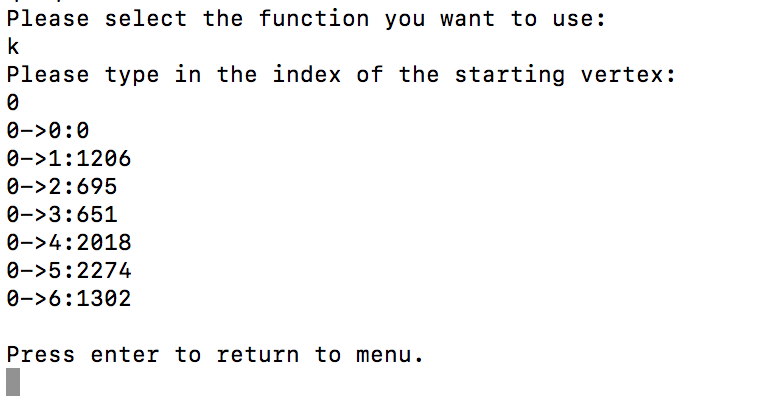 Please select the function you want to use:
k
Please type in the index of the starting vertex:
0
0->0:0
0->1:1206
0->2:695
0->3:651
0->4:2018
0->5:2274
0->6:1302
Press enter to return to menu.